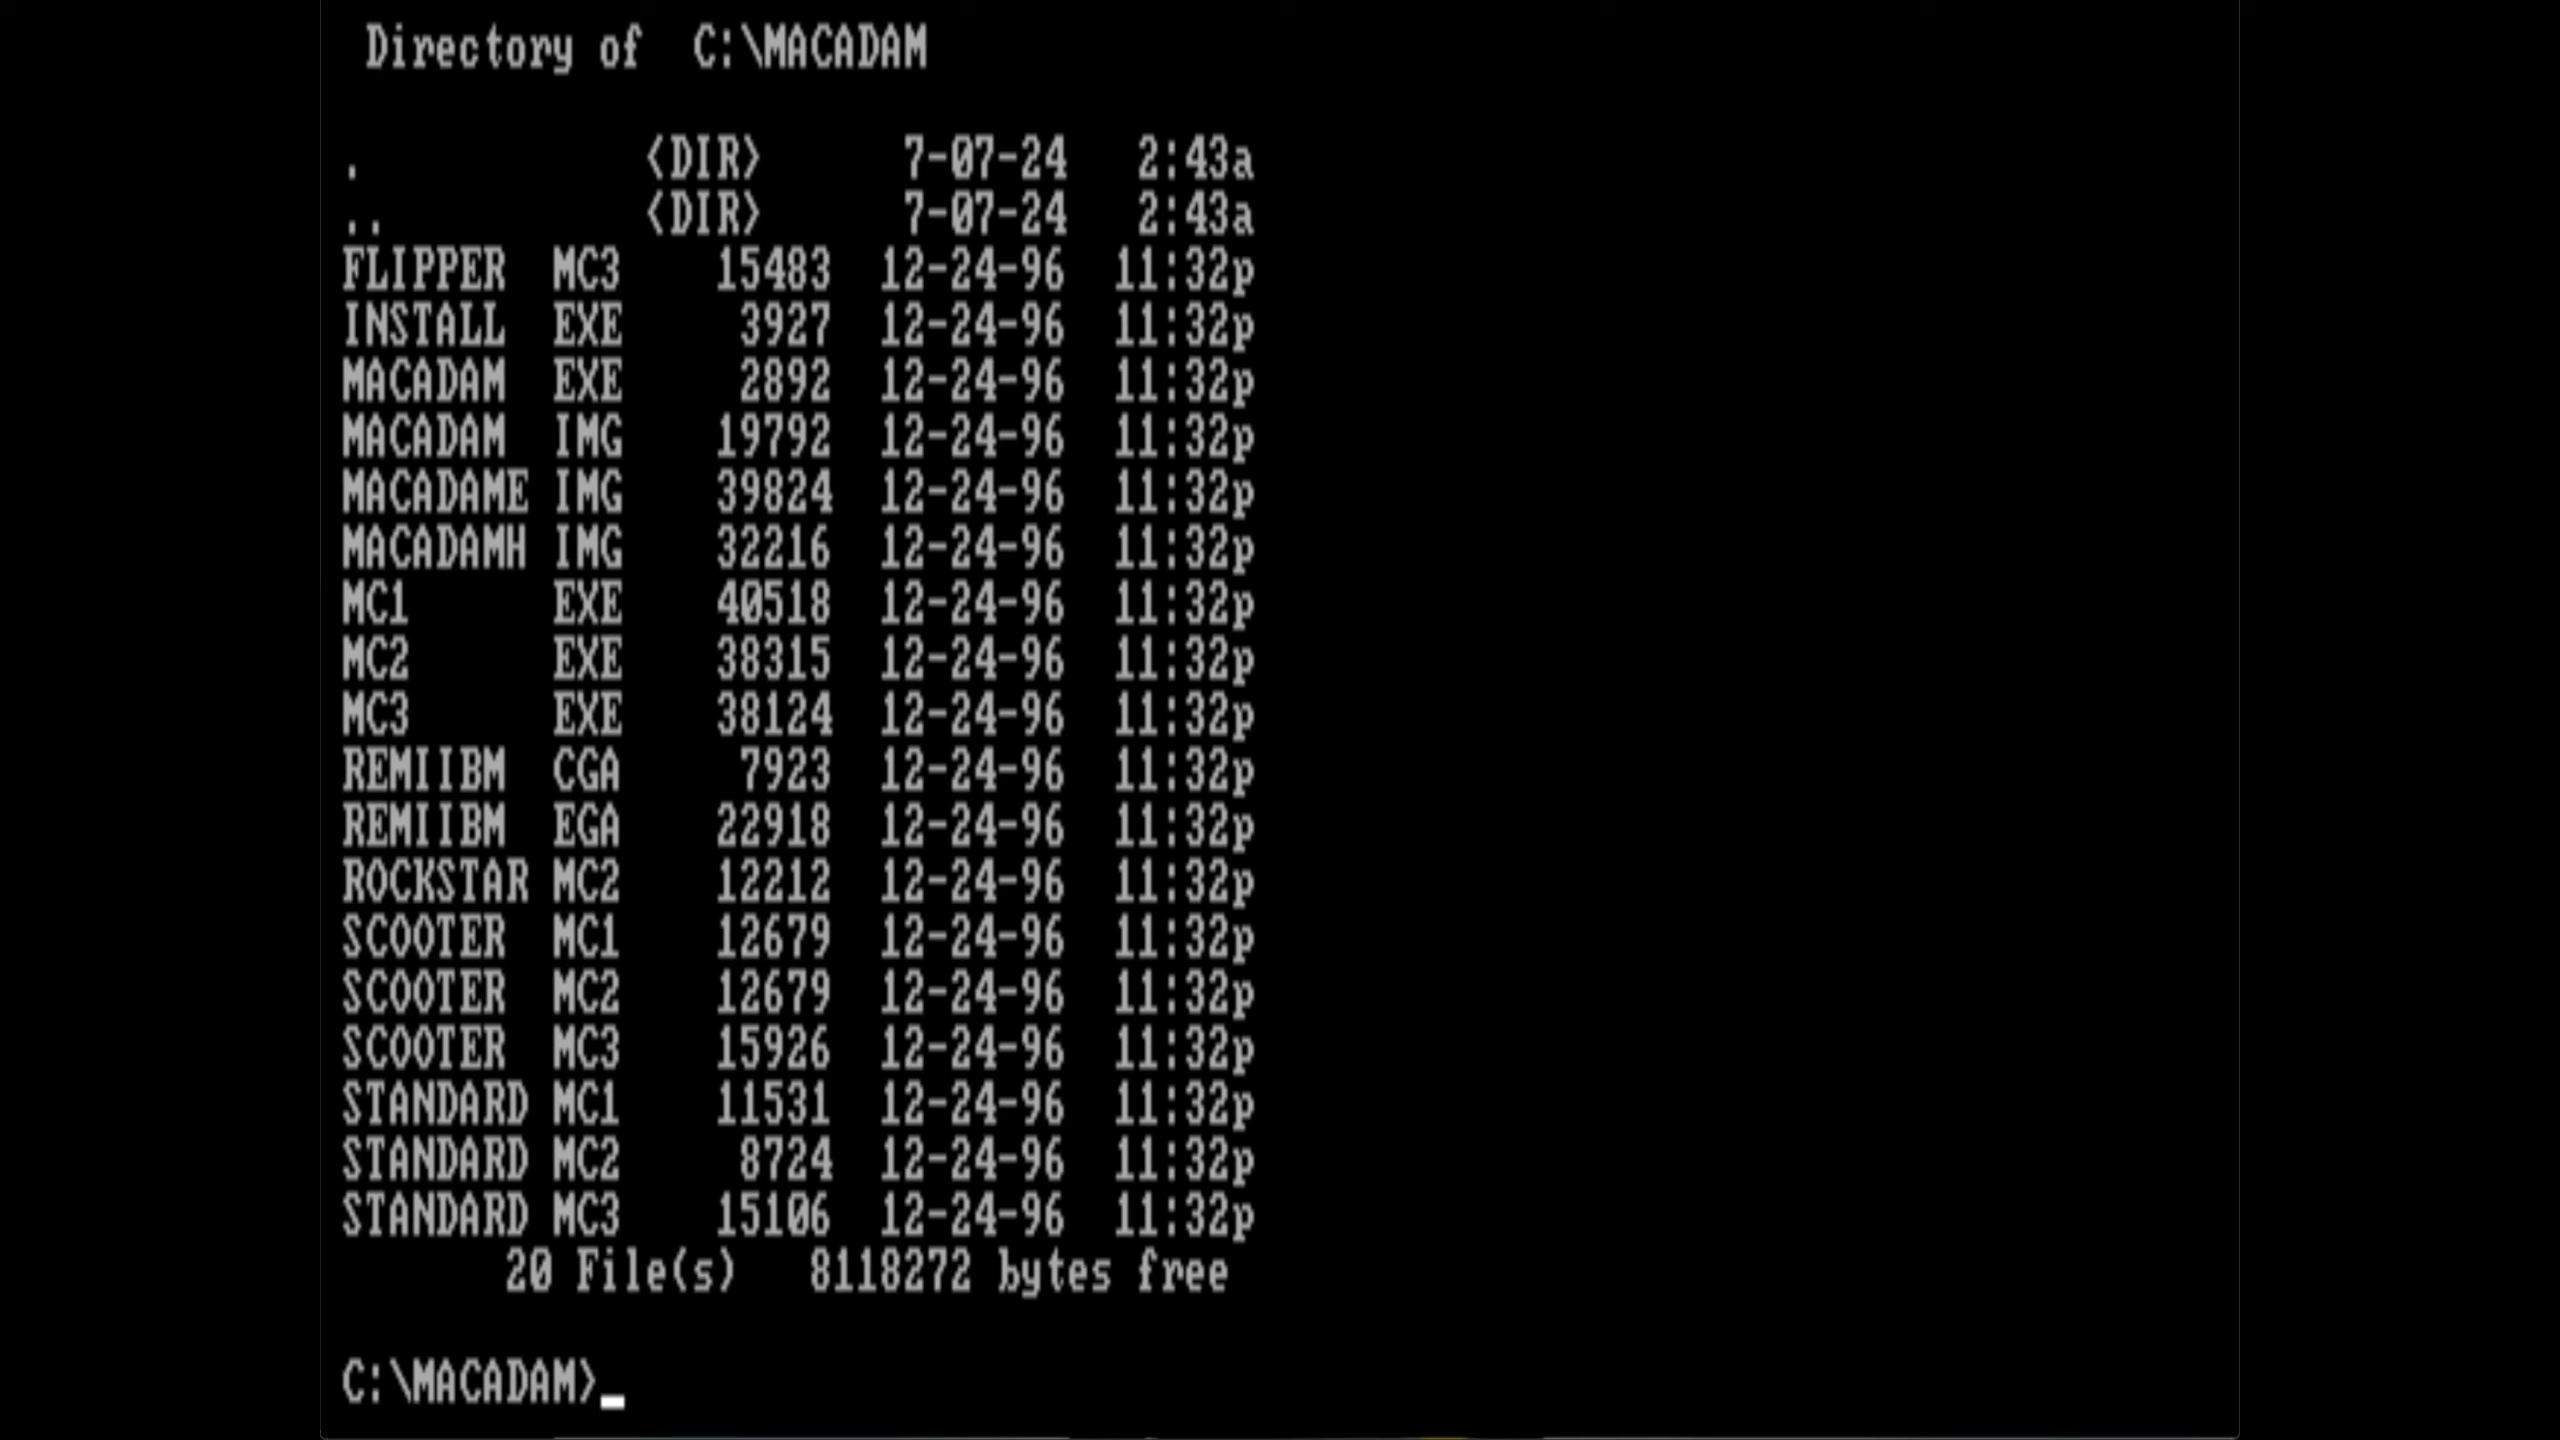 Directory of  C:\MACADAM
.            <DIR>      7-07-24   2:43a
..           <DIR>      7-07-24   2:43a
FLIPPER  MC3    15483  12-24-96  11:32p
INSTALL  EXE     3927  12-24-96  11:32p
MACADAM  EXE     2892  12-24-96  11:32p
MACADAM  IMG    19792  12-24-96  11:32p
MACADAME IMG    39824  12-24-96  11:32p
MACADAMH IMG    32216  12-24-96  11:32p
MC1      EXE    40518  12-24-96  11:32p
MC2      EXE    38315  12-24-96  11:32p
MC3      EXE    38124  12-24-96  11:32p
REMIIBM  CGA     7923  12-24-96  11:32p
REMIIBM  EGA    22918  12-24-96  11:32p
ROCKSTAR MC2    12212  12-24-96  11:32p
SCOOTER  MC1    12679  12-24-96  11:32p
SCOOTER  MC2    12679  12-24-96  11:32p
SCOOTER  MC3    15926  12-24-96  11:32p
STANDARD MC1    11531  12-24-96  11:32p
STANDARD MC2     8724  12-24-96  11:32p
STANDARD MC3    15106  12-24-96  11:32p
20 File(s)   8118272 bytes free
C:\MACADAM>_